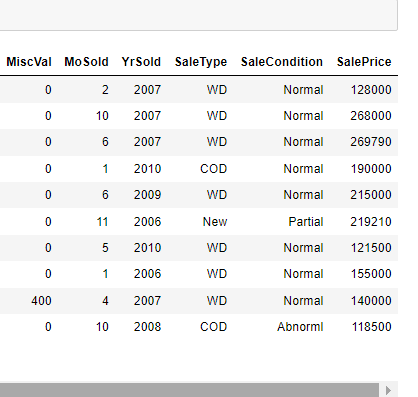 MiscVal MoSold YrSold SaleType SaleCondition SalePrice
0 2 2007 WD Normal 128000
0 10 2007 WD Normal 268000
0 6 2007 WD Normal 269790
0 1 2010 COD Normal 190000
0 6 2009 WD Normal 215000
0 11 2006 New Partial 219210
0 5 2010 WD Normal 121500
0 1 2006 WD Normal 155000
400 4 2007 WD Normal 140000
0 10 2008 COD Abnorml 118500